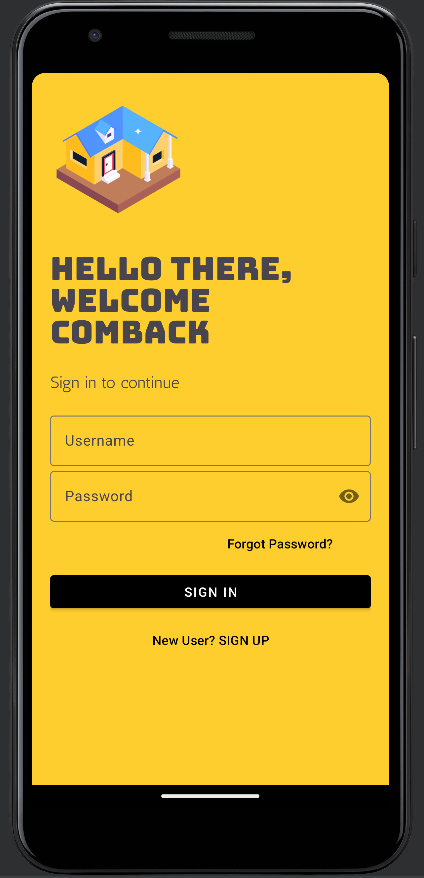 HELLO THERE,
WELCOME
COMBACK
Sign in to continue
Username
Password
Forgot Password?
SIGN IN
New User? SIGN UP